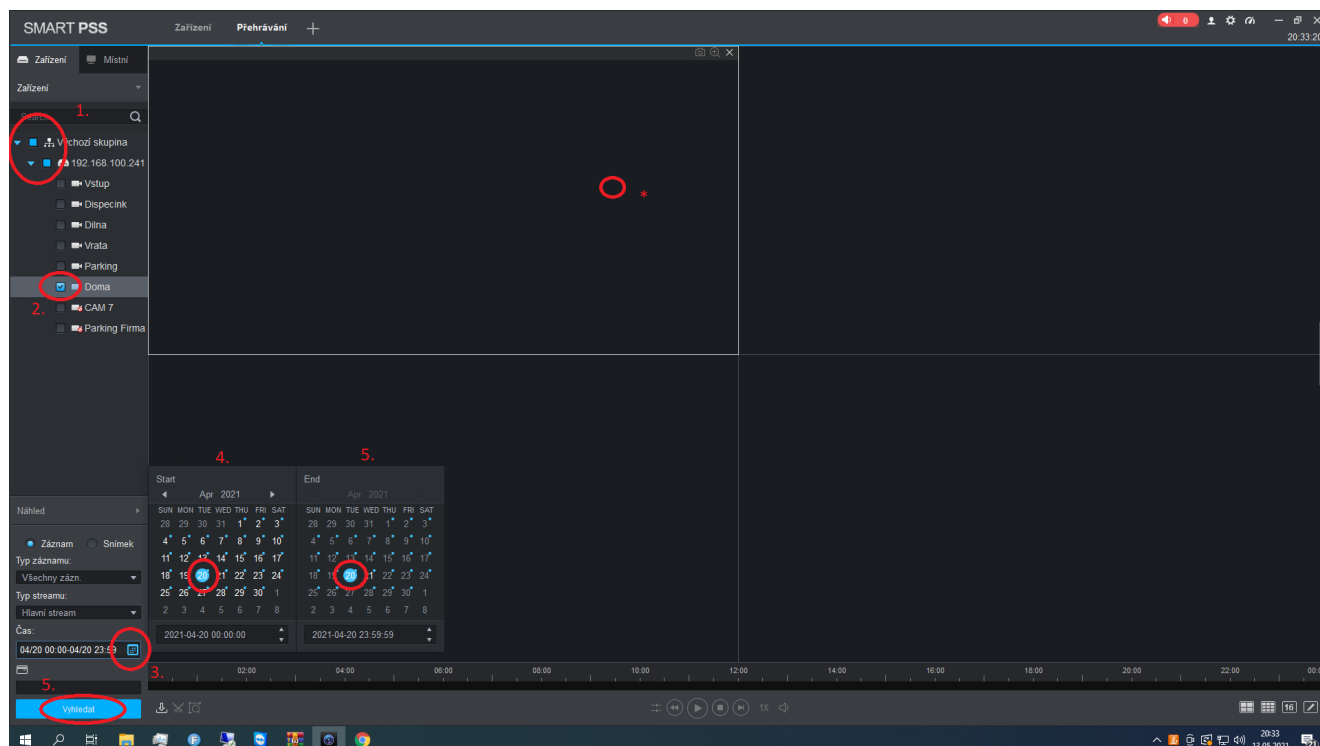 SMART PSS
Zařízení
Přehrávání
0
20:33:20
Zařízení
Místní
Zařízení
1.
Search...
Výchozí skupina
192.168.100.241
Vstup
Dispecink
Dilna
Vrata
Parking
Doma
2.
CAM 7
Parking Firma
*
4.
5.
Start
End
Apr 2021
Apr 2021
SUN MON TUE WED THU FRI SAT
SUN MON TUE WED THU FRI SAT
28 29 30 31 1 2 3
28 29 30 31 1 2 3
4 5 6 7 8 9 10
4 5 6 7 8 9 10
11 12 13 14 15 16 17
11 12 13 14 15 16 17
18 19 20 21 22 23 24
18 19 20 21 22 23 24
25 26 27 28 29 30 1
25 26 27 28 29 30 1
2 3 4 5 6 7 8
2 3 4 5 6 7 8
2021-04-20 00:00:00
2021-04-20 23:59:59
Náhled
Záznam
Snímek
Typ záznamu:
Všechny zázn.
Typ streamu:
Hlavní stream
Čas:
04/20 00:00-04/20 23:59
3.
5.
Vyhledat
02:00 04:00 06:00 08:00 10:00 12:00 14:00 16:00 18:00 20:00 22:00 00:0
1X
16
20:33
13.05.2021
21